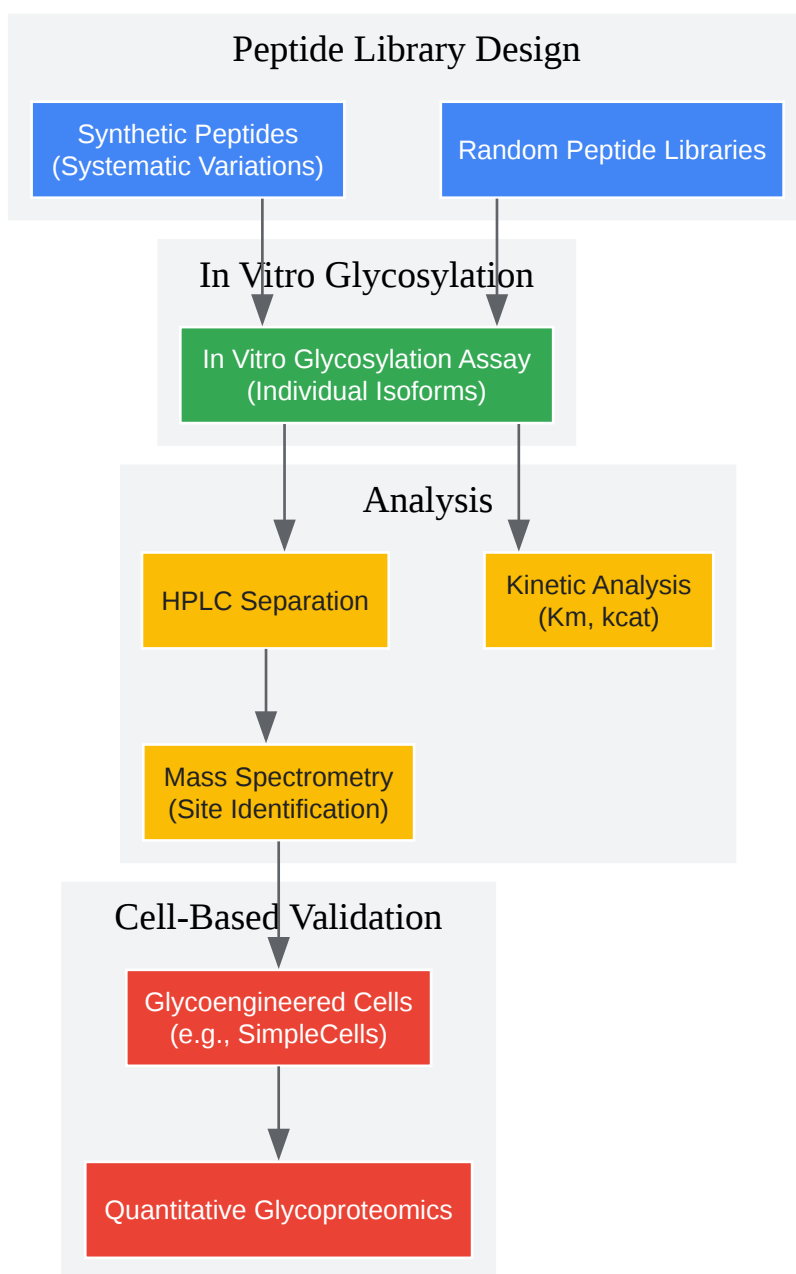 Peptide Library Design
Synthetic Peptides
(Systematic Variations)
Random Peptide Libraries
In Vitro Glycosylation
In Vitro Glycosylation Assay
(Individual Isoforms)
Analysis
HPLC Separation
Kinetic Analysis
(Km, kcat)
Mass Spectrometry
(Site Identification)
Cell-Based Validation
Glycoengineered Cells
(e.g., SimpleCells)
Quantitative Glycoproteomics